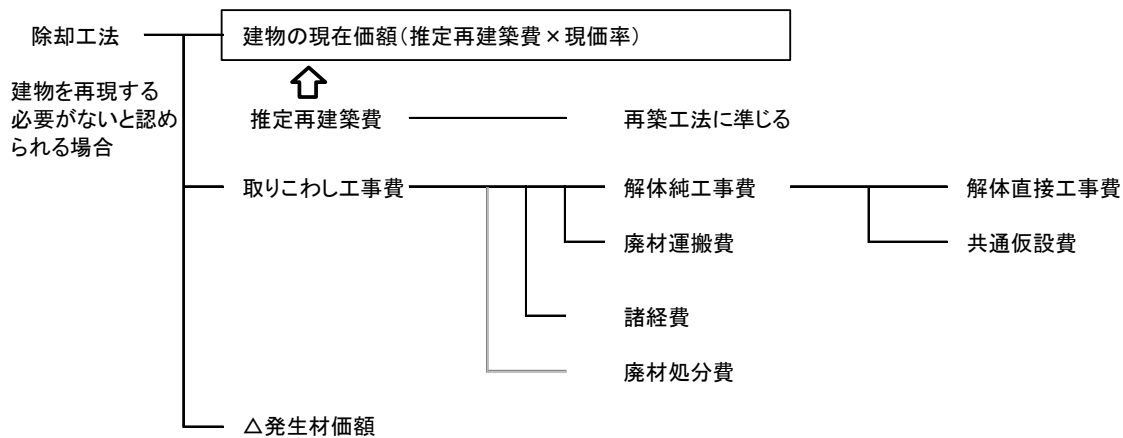 除却工法
建物の現在価額(推定再建築費×現価率)
建物を再現する
必要がないと認め
られる場合
推定再建築費
再築工法に準じる
取りこわし工事費
解体純工事費
解体直接工事費
廃材運搬費
共通仮設費
諸経費
廃材処分費
△発生材価額